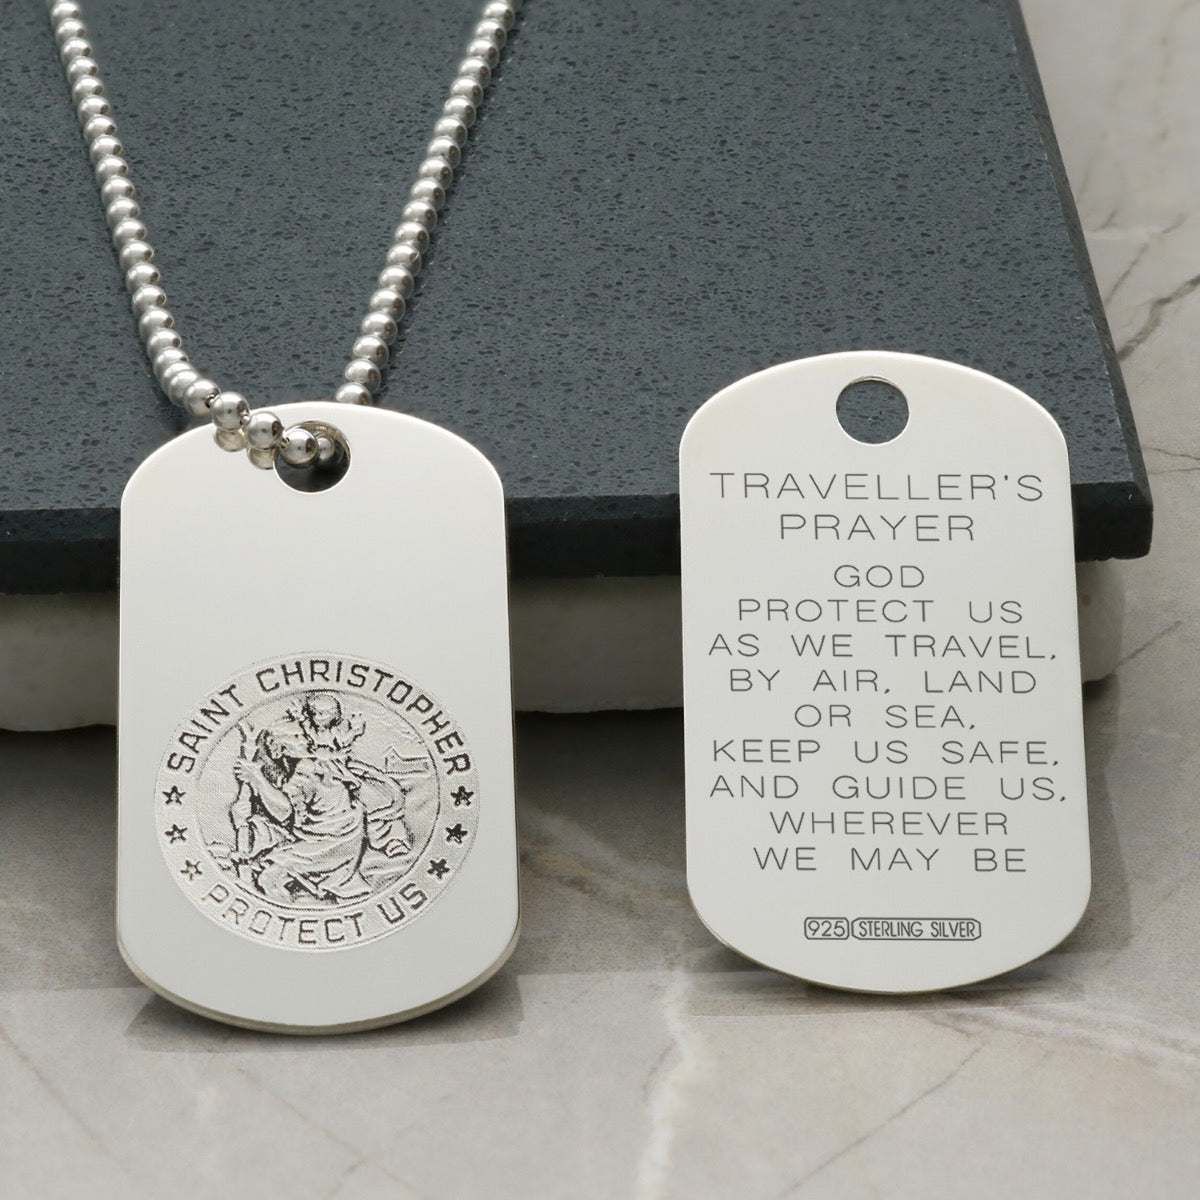 SAINT CHRISTOPHER
PROTECT US
TRAVELLER'S
PRAYER
GOD
PROTECT US
AS WE TRAVEL,
BY AIR, LAND
OR SEA,
KEEP US SAFE,
AND GUIDE US,
WHEREVER
WE MAY BE
925 STERLING SILVER